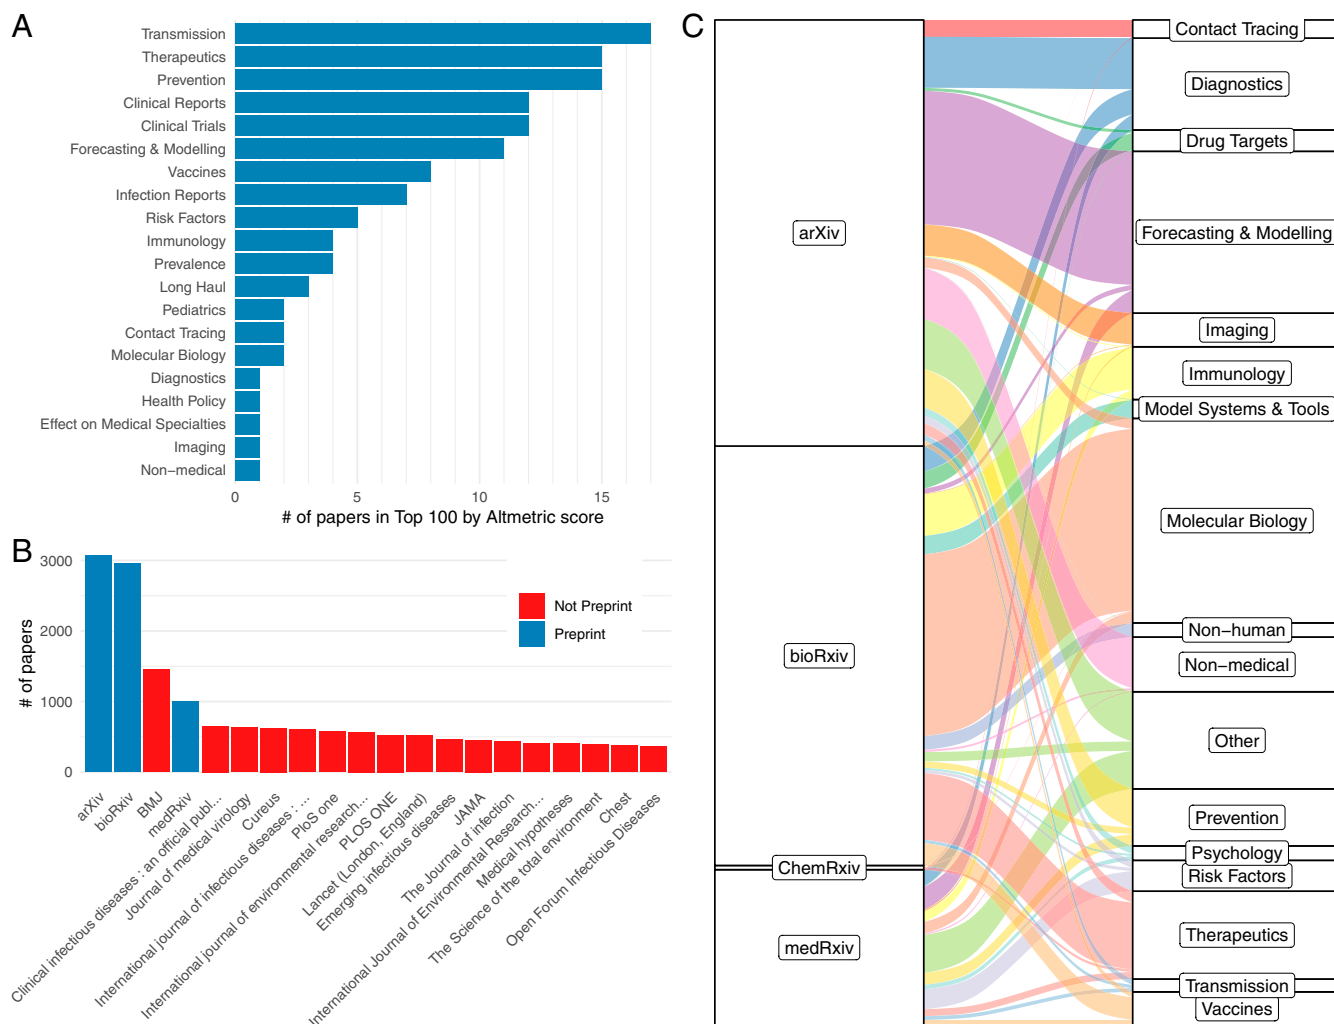 A
Transmission
Therapeutics
Prevention
Clinical Reports
Clinical Trials
Forecasting & Modelling
Vaccines
Infection Reports
Risk Factors
Immunology
Prevalence
Long Haul
Pediatrics
Contact Tracing
Molecular Biology
Diagnostics
Health Policy
Effect on Medical Specialties
Imaging
Non−medical
0 5 10 15
# of papers in Top 100 by Altmetric score
B
# of papers
3000
2000
1000
0
Not Preprint
Preprint
arXiv
bioRxiv
BMJ
medRxiv
Clinical infectious diseases : an official publ...
Journal of medical virology
Cureus
International journal of infectious diseases : ...
PloS one
International journal of environmental research...
PLOS ONE
Lancet (London, England)
Emerging infectious diseases
JAMA
The Journal of infection
International Journal of Environmental Research...
Medical hypotheses
The Science of the total environment
Chest
Open Forum Infectious Diseases
C
arXiv
bioRxiv
ChemRxiv
medRxiv
Contact Tracing
Diagnostics
Drug Targets
Forecasting & Modelling
Imaging
Immunology
Model Systems & Tools
Molecular Biology
Non−human
Non−medical
Other
Prevention
Psychology
Risk Factors
Therapeutics
Transmission
Vaccines